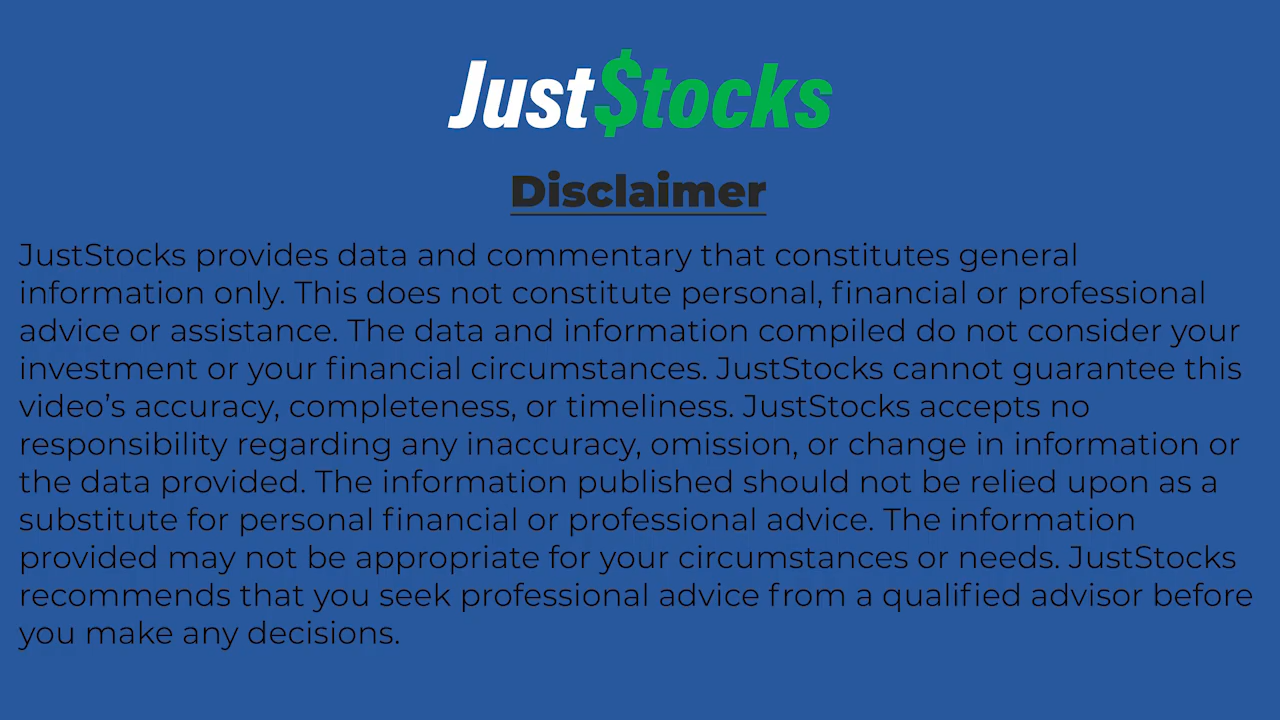 Just$tocks
Disclaimer
JustStocks provides data and commentary that constitutes general
information only. This does not constitute personal, financial or professional
advice or assistance. The data and information compiled do not consider your
investment or your financial circumstances. JustStocks cannot guarantee this
video’s accuracy, completeness, or timeliness. JustStocks accepts no
responsibility regarding any inaccuracy, omission, or change in information or
the data provided. The information published should not be relied upon as a
substitute for personal financial or professional advice. The information
provided may not be appropriate for your circumstances or needs. JustStocks
recommends that you seek professional advice from a qualified advisor before
you make any decisions.